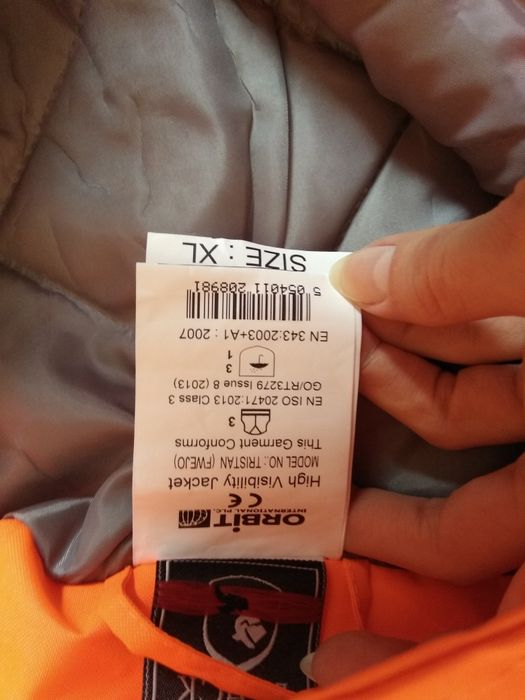 ORBiT
INTERNATIONAL PLC.
CE
High Visibility Jacket
MODEL NO.: TRISTAN (FWEJO)
This Garment Conforms
3
EN ISO 20471:2013 Class 3
GO/RT3279 Issue 8 (2013)
3
1
EN 343:2003+A1 : 2007
5 054011 208981
SIZE : XL